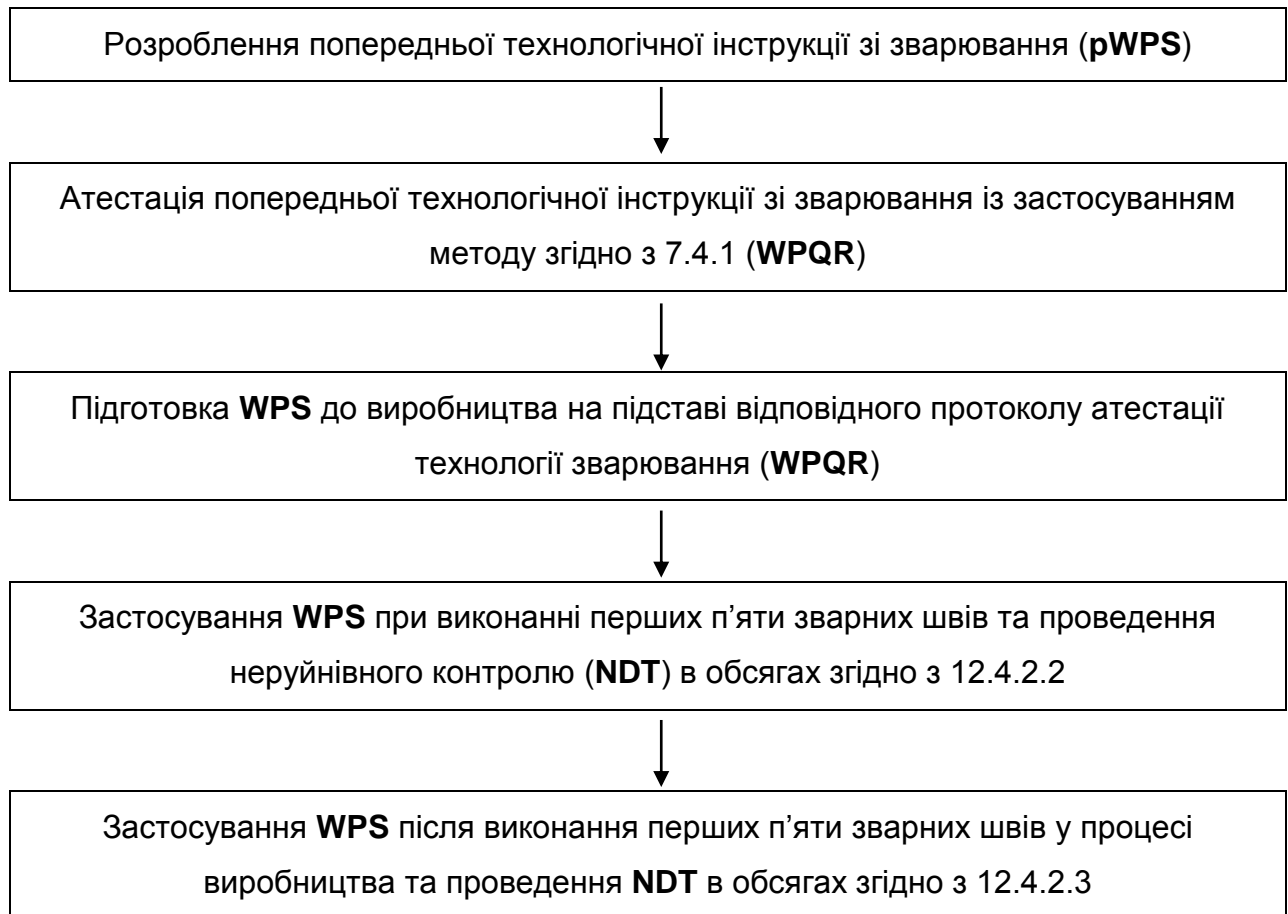 Розроблення попередньої технологічної інструкції зі зварювання (pWPS)
Атестація попередньої технологічної інструкції зі зварювання із застосуванням
методу згідно з 7.4.1 (WPQR)
Підготовка WPS до виробництва на підставі відповідного протоколу атестації
технології зварювання (WPQR)
Застосування WPS при виконанні перших п’яти зварних швів та проведення
неруйнівного контролю (NDT) в обсягах згідно з 12.4.2.2
Застосування WPS після виконання перших п’яти зварних швів у процесі
виробництва та проведення NDT в обсягах згідно з 12.4.2.3